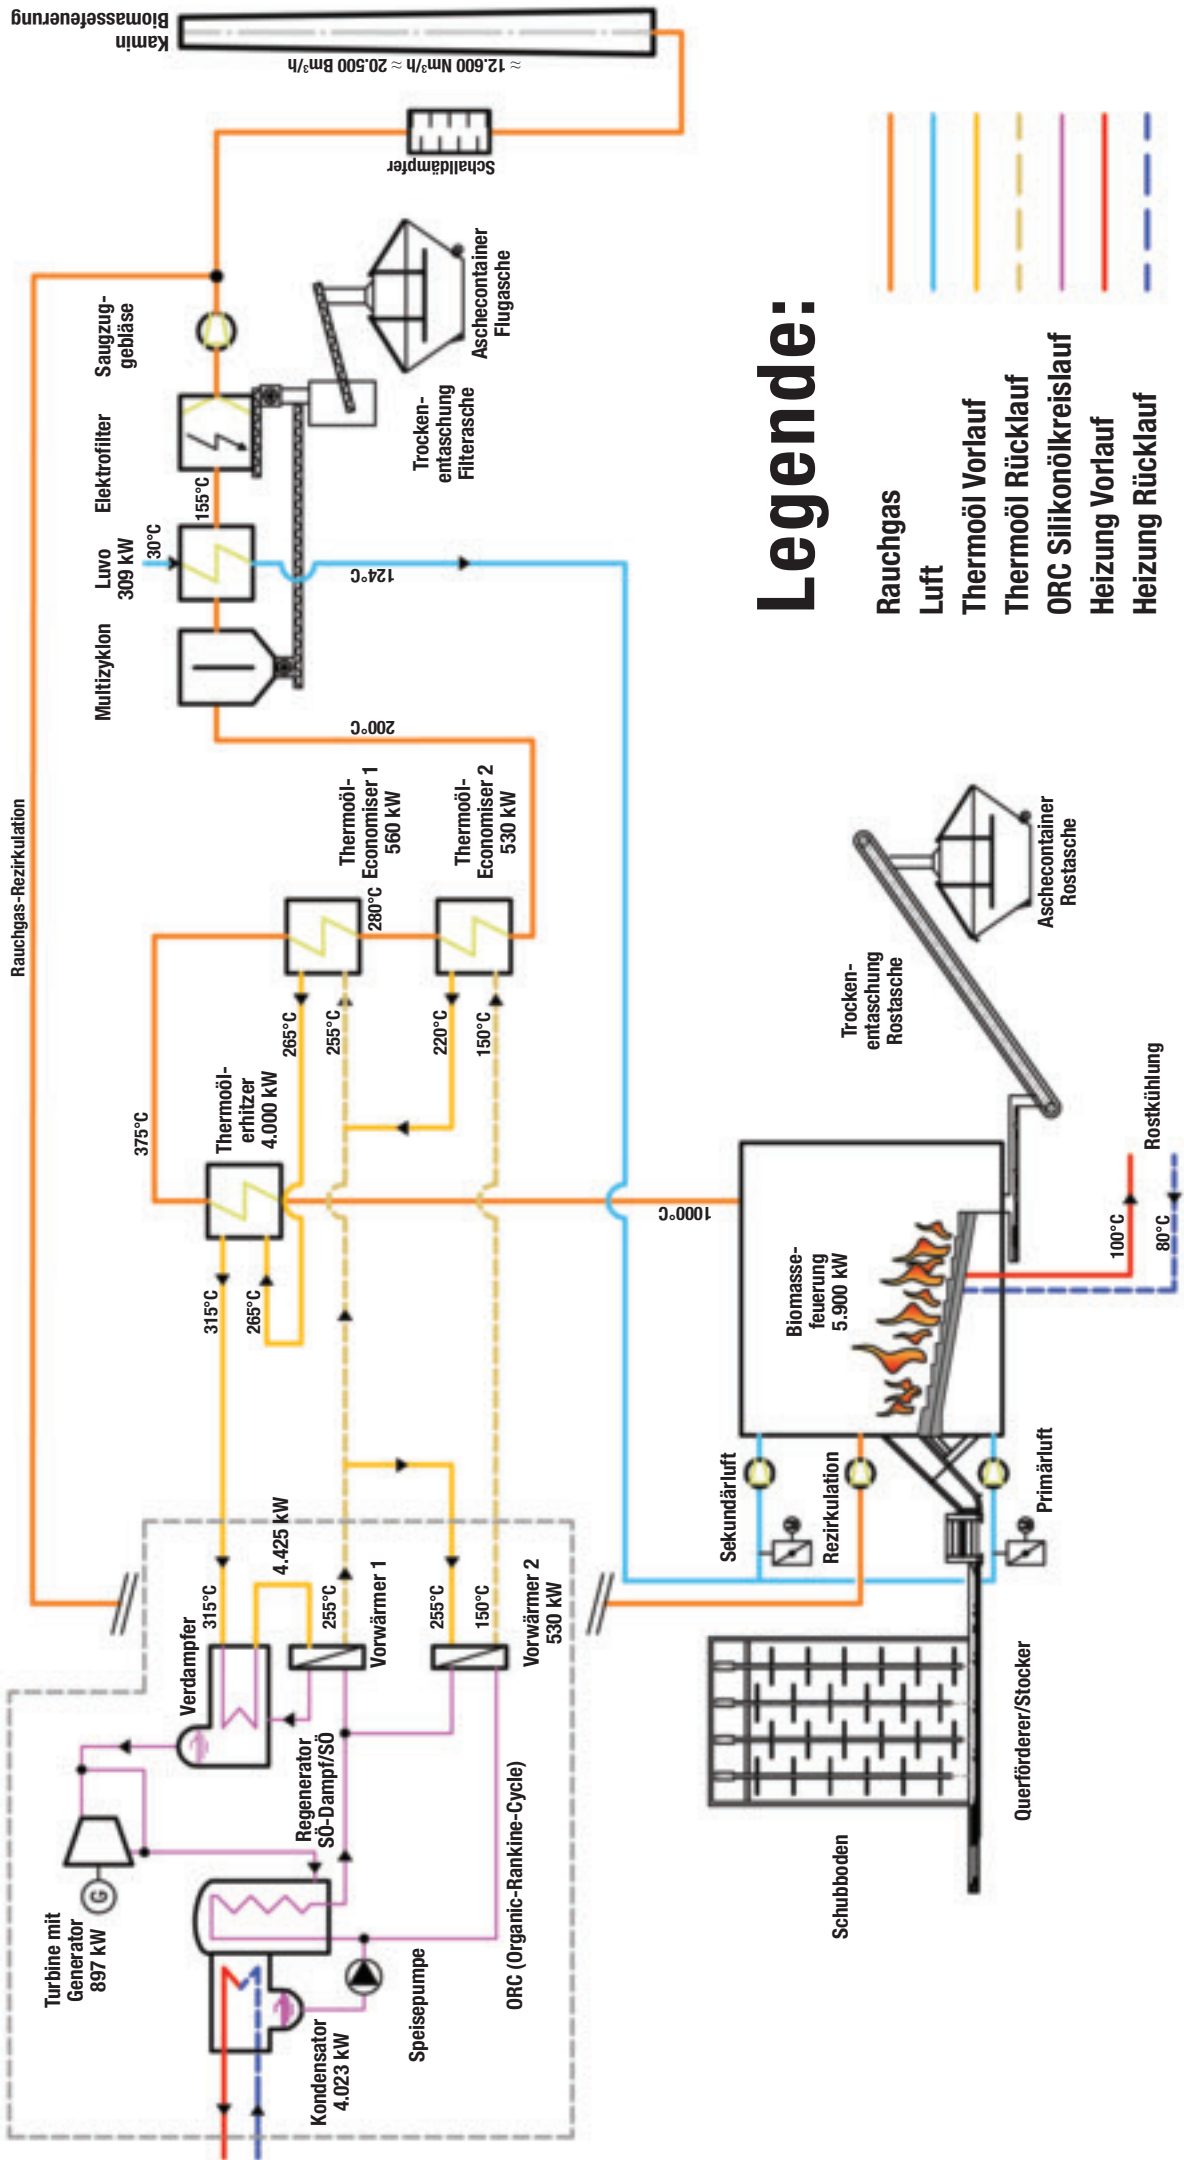 Rauchgas-Rezirkulation
Turbine mit
Generator
897 kW
G
Verdampfer
315°C
4.425 kW
315°C
265°C
Thermoöl-
erhitzer
4.000 kW
375°C
Multizyklon
Luvo
309 kW
30°C
Elektrofilter
155°C
Saugzug-
gebläse
Kamin
Biomassefeuerung
≈ 12.600 Nm³/h ≈ 20.500 Bm³/h
Schalldämpfer
Kondensator
4.023 kW
Speisepumpe
Regenerator
SÖ-Dampf/SÖ
255°C
Vorwärmer 1
255°C
150°C
Vorwärmer 2
530 kW
ORC (Organic-Rankine-Cycle)
265°C
255°C
220°C
150°C
Thermoöl-
Economiser 1
560 kW
280°C
Thermoöl-
Economiser 2
530 kW
200°C
124°C
Trocken-
entaschung
Filterasche
Aschecontainer
Flugasche
1000°C
Schubboden
Querförderer/Stocker
Sekundärluft
Rezirkulation
Primärluft
M
M
Biomasse-
feuerung
5.900 kW
100°C
80°C
Rostkühlung
Trocken-
entaschung
Rostasche
Aschecontainer
Rostasche
Legende:
Rauchgas
Luft
Thermoöl Vorlauf
Thermoöl Rücklauf
ORC Silikonölkreislauf
Heizung Vorlauf
Heizung Rücklauf